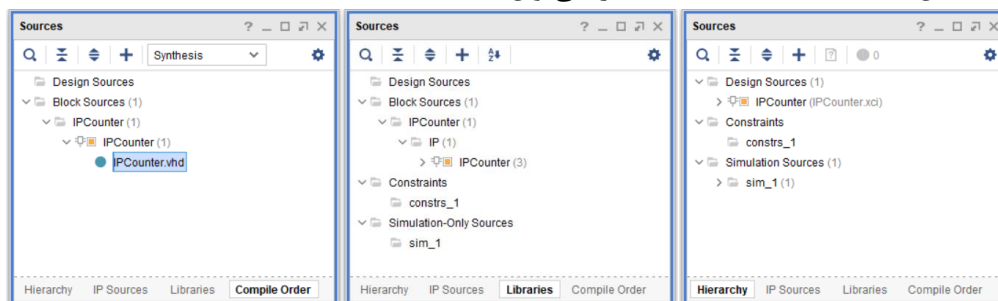 Sources
Synthesis
Design Sources
Block Sources (1)
IPCounter (1)
IPCounter (1)
IPCounter.vhd
Hierarchy IP Sources Libraries Compile Order
Sources
Design Sources
Block Sources (1)
IPCounter (1)
IP (1)
IPCounter (3)
Constraints
constrs_1
Simulation-Only Sources
sim_1
Hierarchy IP Sources Libraries Compile Order
Sources
0
Design Sources (1)
IPCounter (IPCounter.xci)
Constraints
constrs_1
Simulation Sources (1)
sim_1 (1)
Hierarchy IP Sources Libraries Compile Order